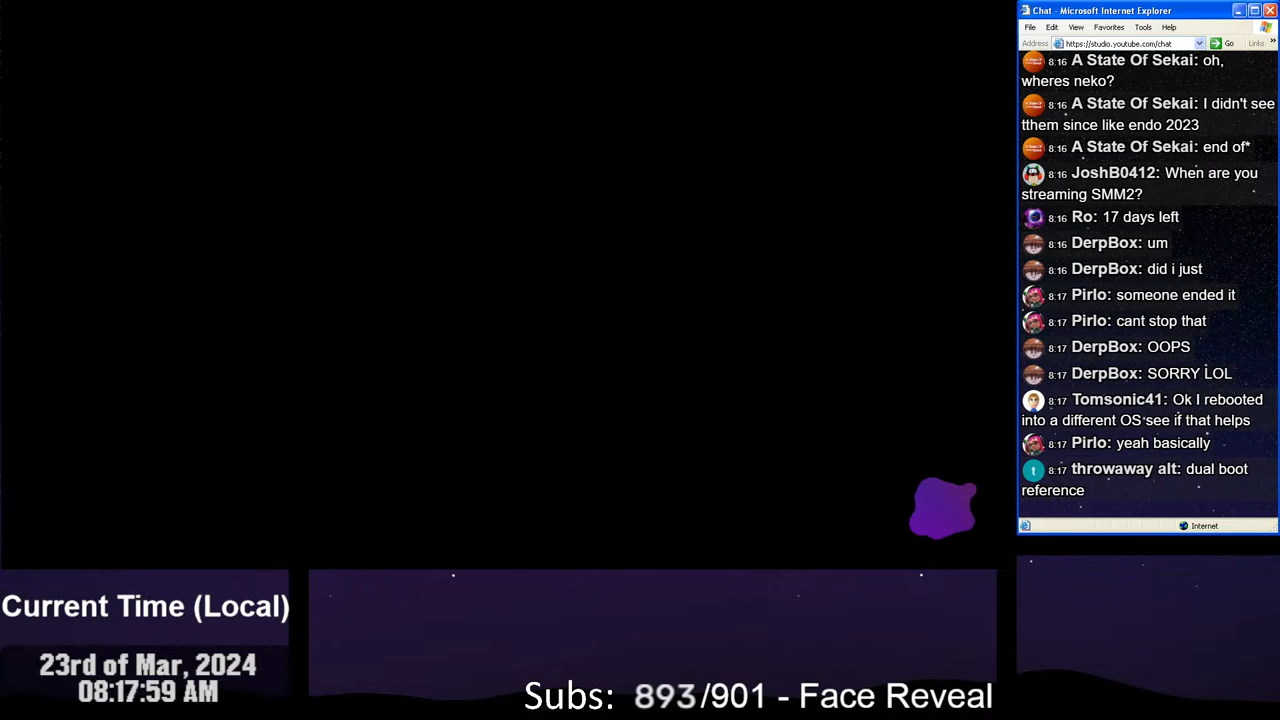 Chat - Microsoft Internet Explorer
File Edit View Favorites Tools Help
Address https://studio.youtube.com/chat Go Links »
8:16 A State Of Sekai: oh,
wheres neko?
8:16 A State Of Sekai: I didn't see
tthem since like endo 2023
8:16 A State Of Sekai: end of*
8:16 JoshB0412: When are you
streaming SMM2?
8:16 Ro: 17 days left
8:16 DerpBox: um
8:16 DerpBox: did i just
8:17 Pirlo: someone ended it
8:17 Pirlo: cant stop that
8:17 DerpBox: OOPS
8:17 DerpBox: SORRY LOL
8:17 Tomsonic41: Ok I rebooted
into a different OS see if that helps
8:17 Pirlo: yeah basically
t 8:17 throwaway alt: dual boot
reference
Internet
Current Time (Local)
23rd of Mar, 2024
08:17:59 AM
Subs: 893/901 - Face Reveal